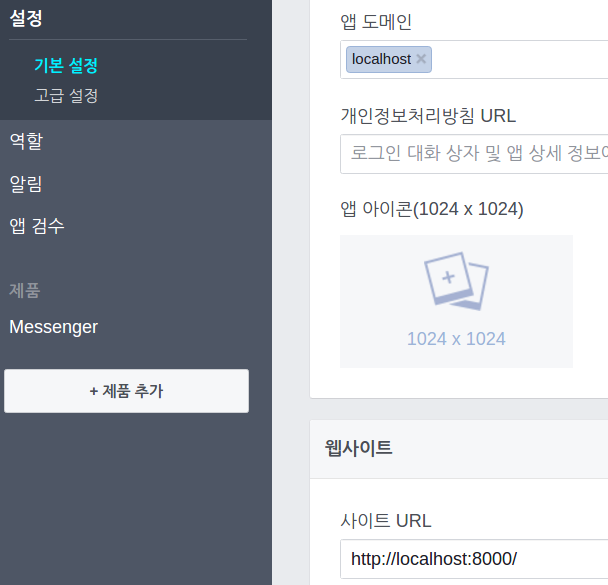 설정
기본 설정
고급 설정
역할
알림
앱 검수
제품
Messenger
+ 제품 추가
앱 도메인
localhost ×
개인정보처리방침 URL
로그인 대화 상자 및 앱 상세 정보에
앱 아이콘(1024 x 1024)
1024 x 1024
웹사이트
사이트 URL
http://localhost:8000/